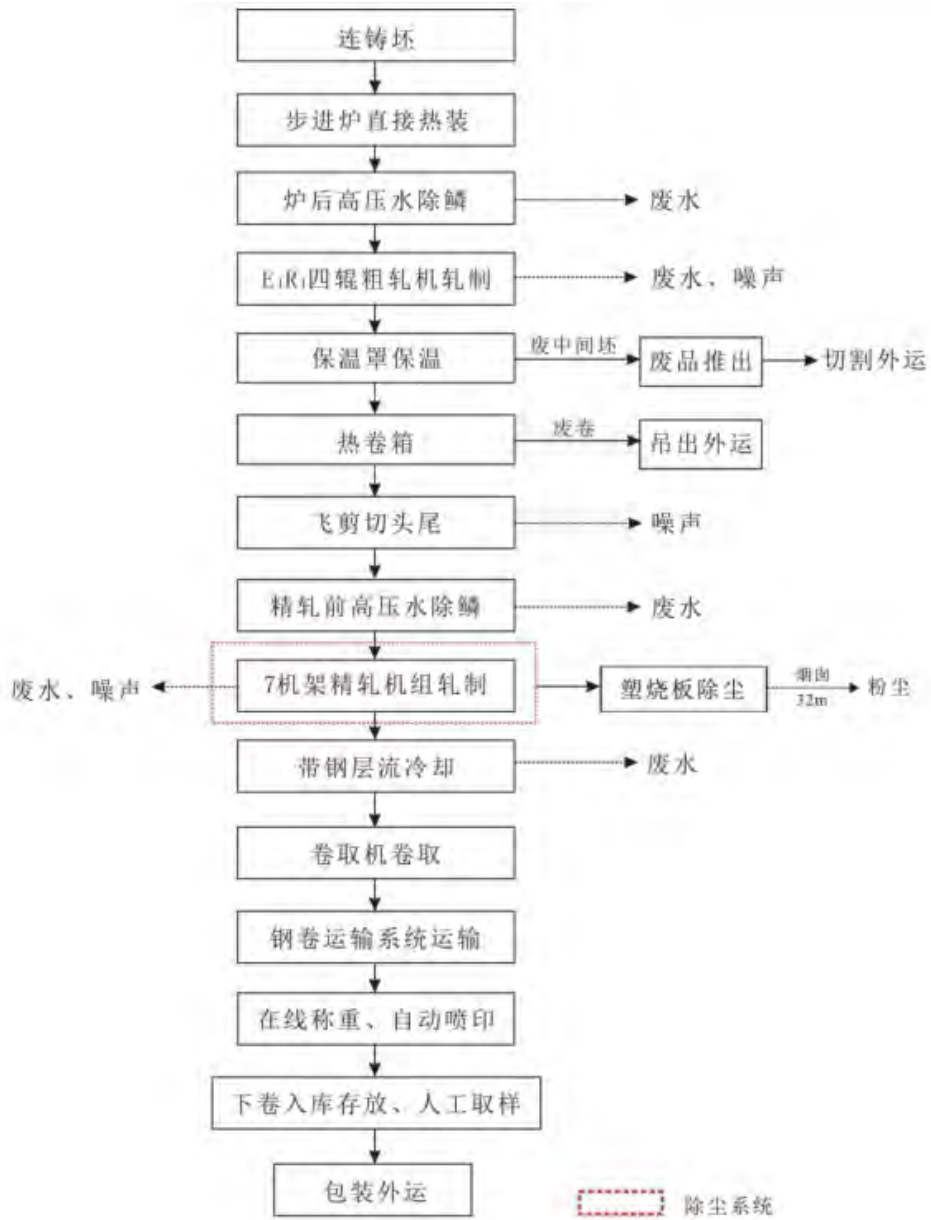 连铸坯
步进炉直接热装
炉后高压水除鳞
废水
E₁R₁四辊粗轧机轧制
废水、噪声
保温罩保温
废中间坯
废品推出
切割外运
热卷箱
废卷
吊出外运
飞剪切头尾
噪声
精轧前高压水除鳞
废水
废水、噪声
7机架精轧机组轧制
塑烧板除尘
烟囱
32m
粉尘
带钢层流冷却
废水
卷取机卷取
钢卷运输系统运输
在线称重、自动喷印
下卷入库存放、人工取样
包装外运
除尘系统